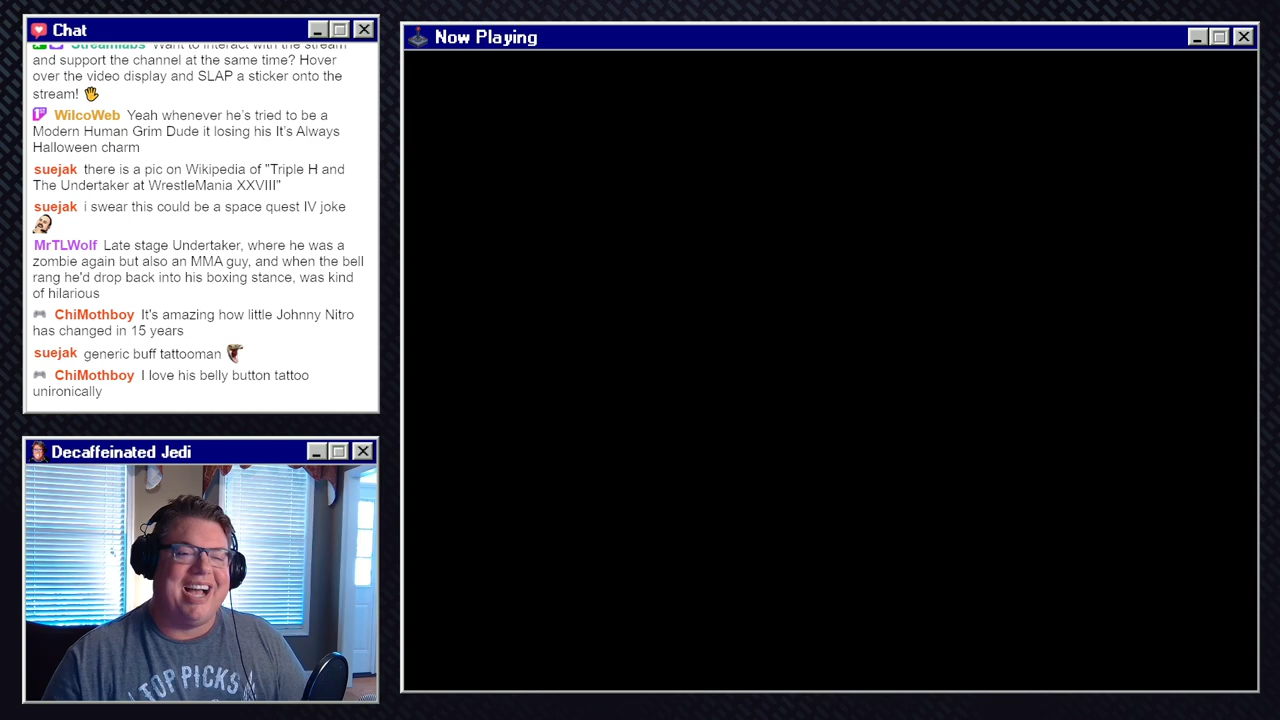 Chat
Streamlabs Want to interact with the stream
and support the channel at the same time? Hover
over the video display and SLAP a sticker onto the
stream!
WilcoWeb Yeah whenever he's tried to be a
Modern Human Grim Dude it losing his It's Always
Halloween charm
suejak there is a pic on Wikipedia of "Triple H and
The Undertaker at WrestleMania XXVIII"
suejak i swear this could be a space quest IV joke
MrTLWolf Late stage Undertaker, where he was a
zombie again but also an MMA guy, and when the bell
rang he'd drop back into his boxing stance, was kind
of hilarious
ChiMothboy It's amazing how little Johnny Nitro
has changed in 15 years
suejak generic buff tattooman
ChiMothboy I love his belly button tattoo
unironically
Decaffeinated Jedi
TOP PICKS
Now Playing